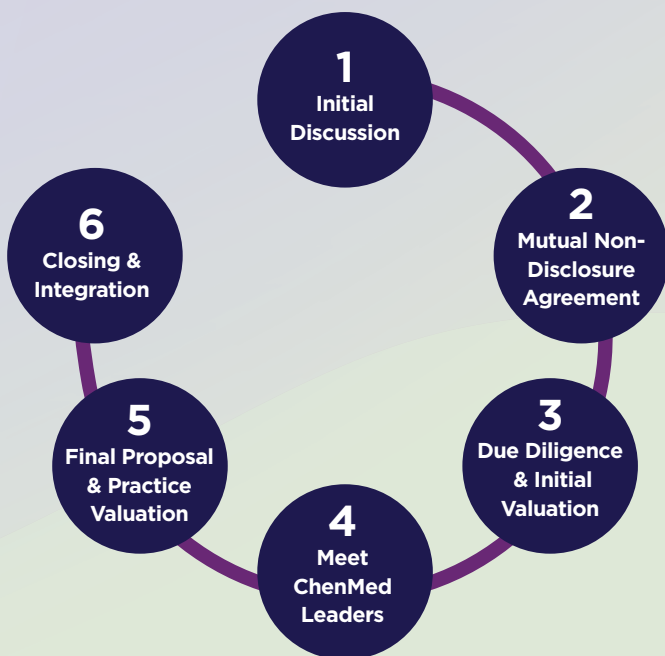 1
Initial
Discussion
2
Mutual Non-
Disclosure
Agreement
3
Due Diligence
& Initial
Valuation
4
Meet
ChenMed
Leaders
5
Final Proposal
& Practice
Valuation
6
Closing &
Integration